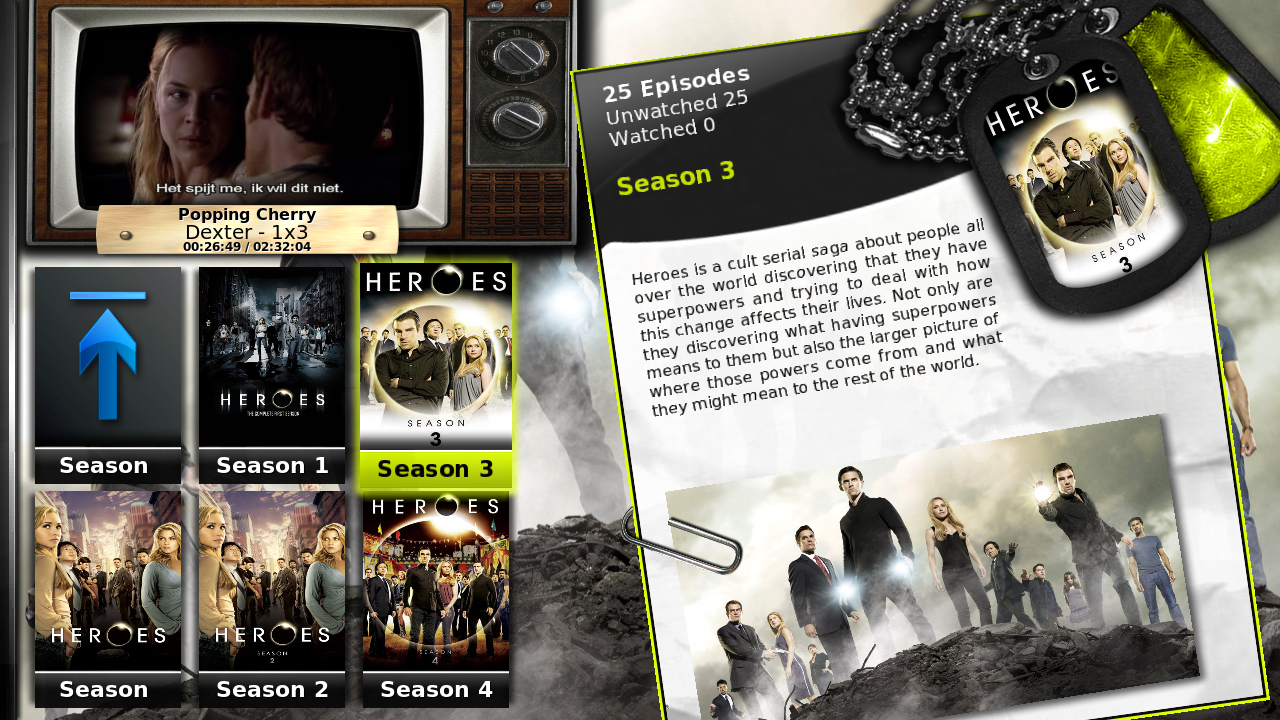 Het spijt me, ik wil dit niet.
Popping Cherry
Dexter - 1x3
00:26:49 / 02:32:04
Season
HEROES
THE COMPLETE FIRST SEASON
Season 1
HEROES
SEASON
3
Season 3
HEROES
Season
HEROES
SEASON
2
Season 2
HEROES
SEASON
4
Season 4
25 Episodes
Unwatched 25
Watched 0
Season 3
HEROES
SEASON
3
Heroes is a cult serial saga about people all
over the world discovering that they have
superpowers and trying to deal with how
this change affects their lives. Not only are
they discovering what having superpowers
means to them but also the larger picture of
where those powers come from and what
they might mean to the rest of the world.